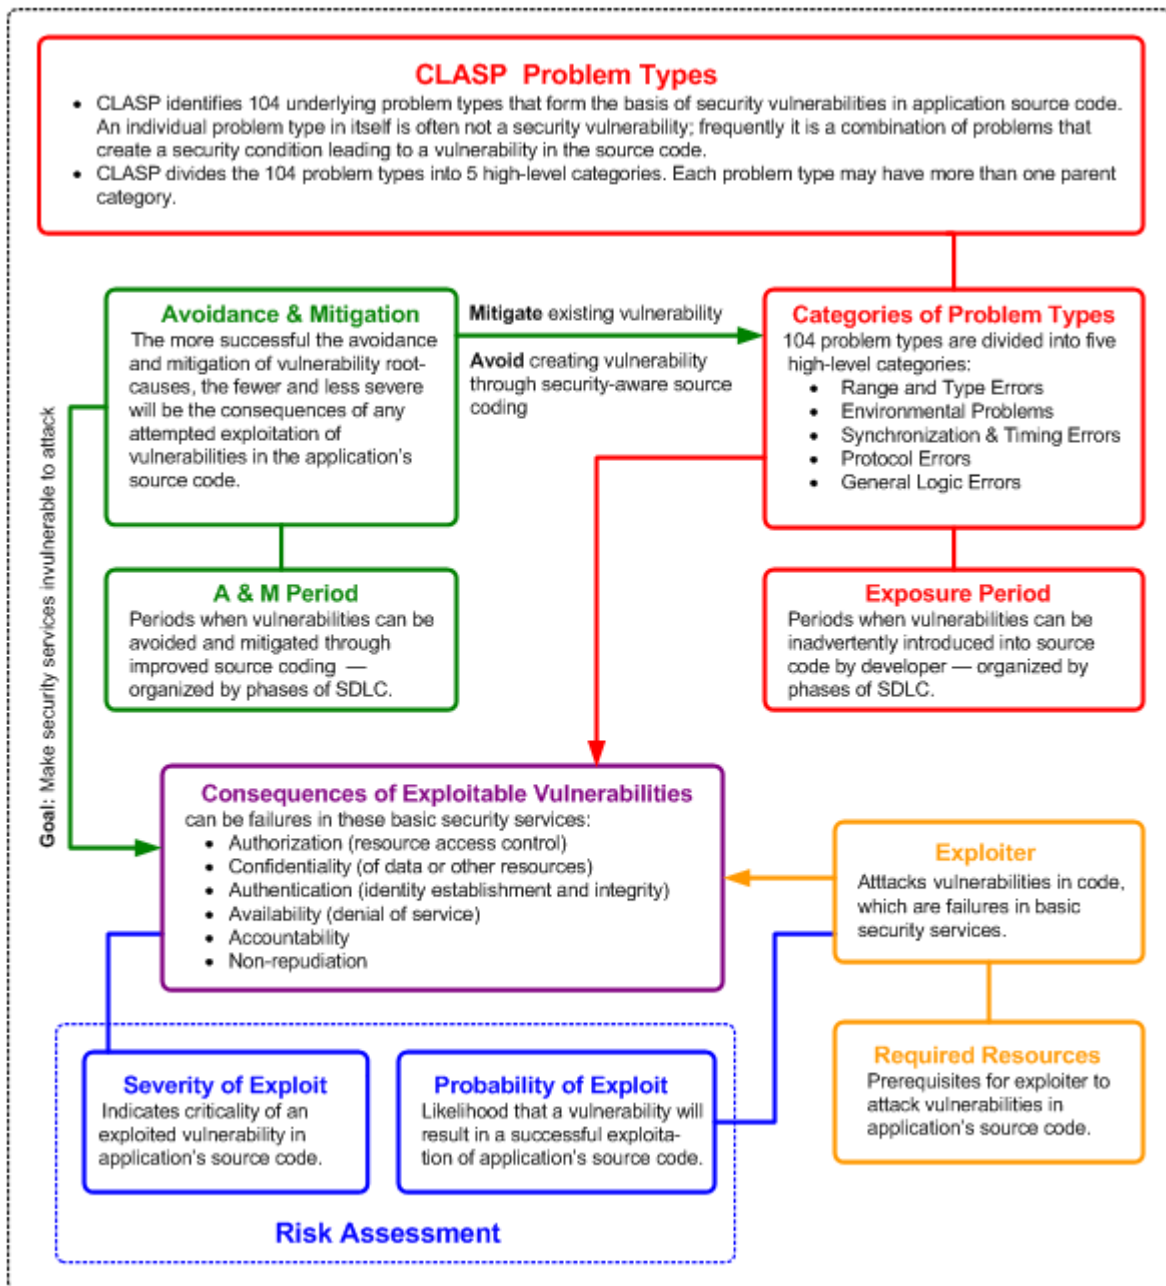 CLASP Problem Types
• CLASP identifies 104 underlying problem types that form the basis of security vulnerabilities in application source code.
An individual problem type in itself is often not a security vulnerability; frequently it is a combination of problems that
create a security condition leading to a vulnerability in the source code.
• CLASP divides the 104 problem types into 5 high-level categories. Each problem type may have more than one parent
category.
Avoidance & Mitigation
The more successful the avoidance
and mitigation of vulnerability root-
causes, the fewer and less severe
will be the consequences of any
attempted exploitation of
vulnerabilities in the application's
source code.
Mitigate existing vulnerability
Avoid creating vulnerability
through security-aware source
coding
Categories of Problem Types
104 problem types are divided into five
high-level categories:
• Range and Type Errors
• Environmental Problems
• Synchronization & Timing Errors
• Protocol Errors
• General Logic Errors
Goal: Make security services invulnerable to attack
A & M Period
Periods when vulnerabilities can be
avoided and mitigated through
improved source coding —
organized by phases of SDLC.
Exposure Period
Periods when vulnerabilities can be
inadvertently introduced into source
code by developer — organized by
phases of SDLC.
Consequences of Exploitable Vulnerabilities
can be failures in these basic security services:
• Authorization (resource access control)
• Confidentiality (of data or other resources)
• Authentication (identity establishment and integrity)
• Availability (denial of service)
• Accountability
• Non-repudiation
Exploiter
Atttacks vulnerabilities in code,
which are failures in basic
security services.
Required Resources
Prerequisites for exploiter to
attack vulnerabilities in
application's source code.
Severity of Exploit
Indicates criticality of an
exploited vulnerability in
application's source code.
Probability of Exploit
Likelihood that a vulnerability will
result in a successful exploita-
tion of application's source code.
Risk Assessment